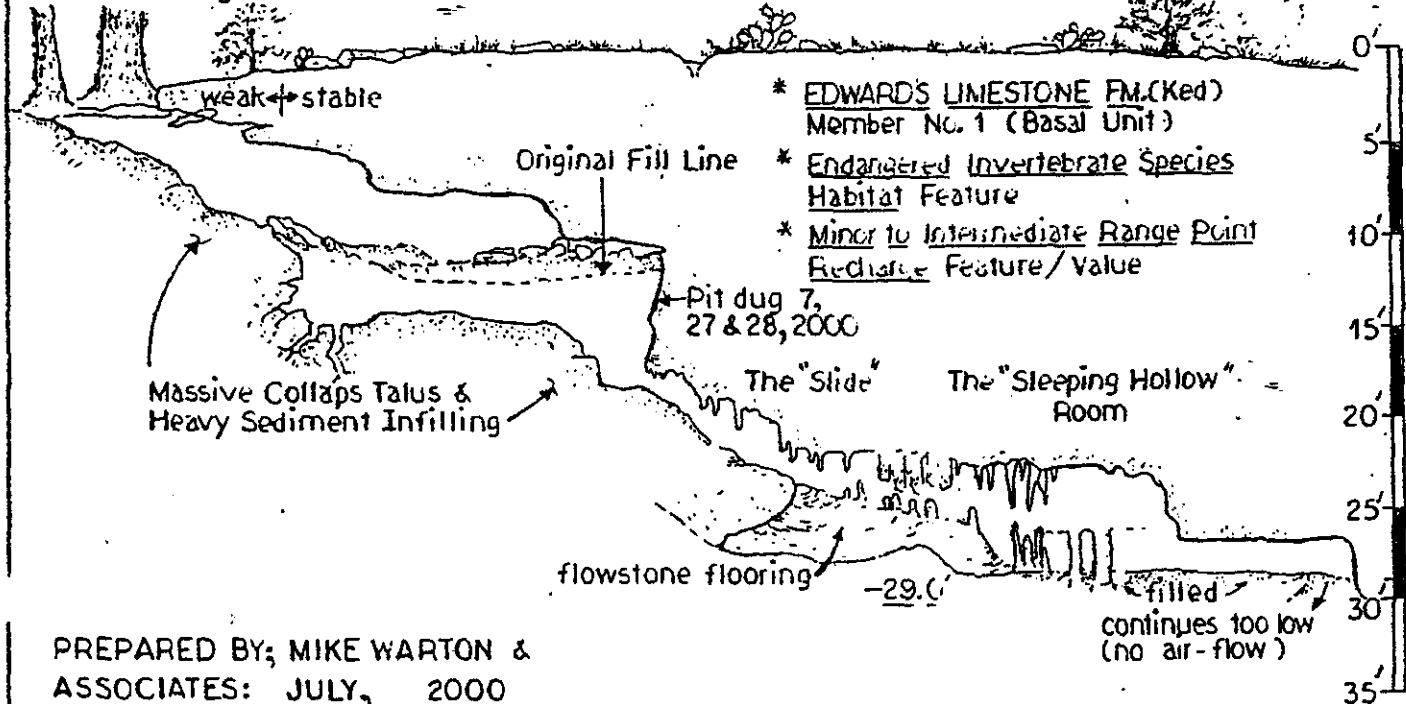 0'
weak ↔ stable
* EDWARD'S LIMESTONE FM. (Ked)
Member No. 1 (Basal Unit)
5'
Original Fill Line
* Endangered Invertebrate Species
Habitat Feature
10'
* Minor to Intermediate Range Point
Recharge Feature/Value
Pit dug 7,
27 & 28, 2000
15'
Massive Collaps Talus &
Heavy Sediment Infilling
The "Slide"
The "Sleeping Hollow"
Room
20'
25'
flowstone flooring
-29.0'
filled
30'
continues too low
(no air-flow)
PREPARED BY; MIKE WARTON &
ASSOCIATES: JULY, 2000
35'